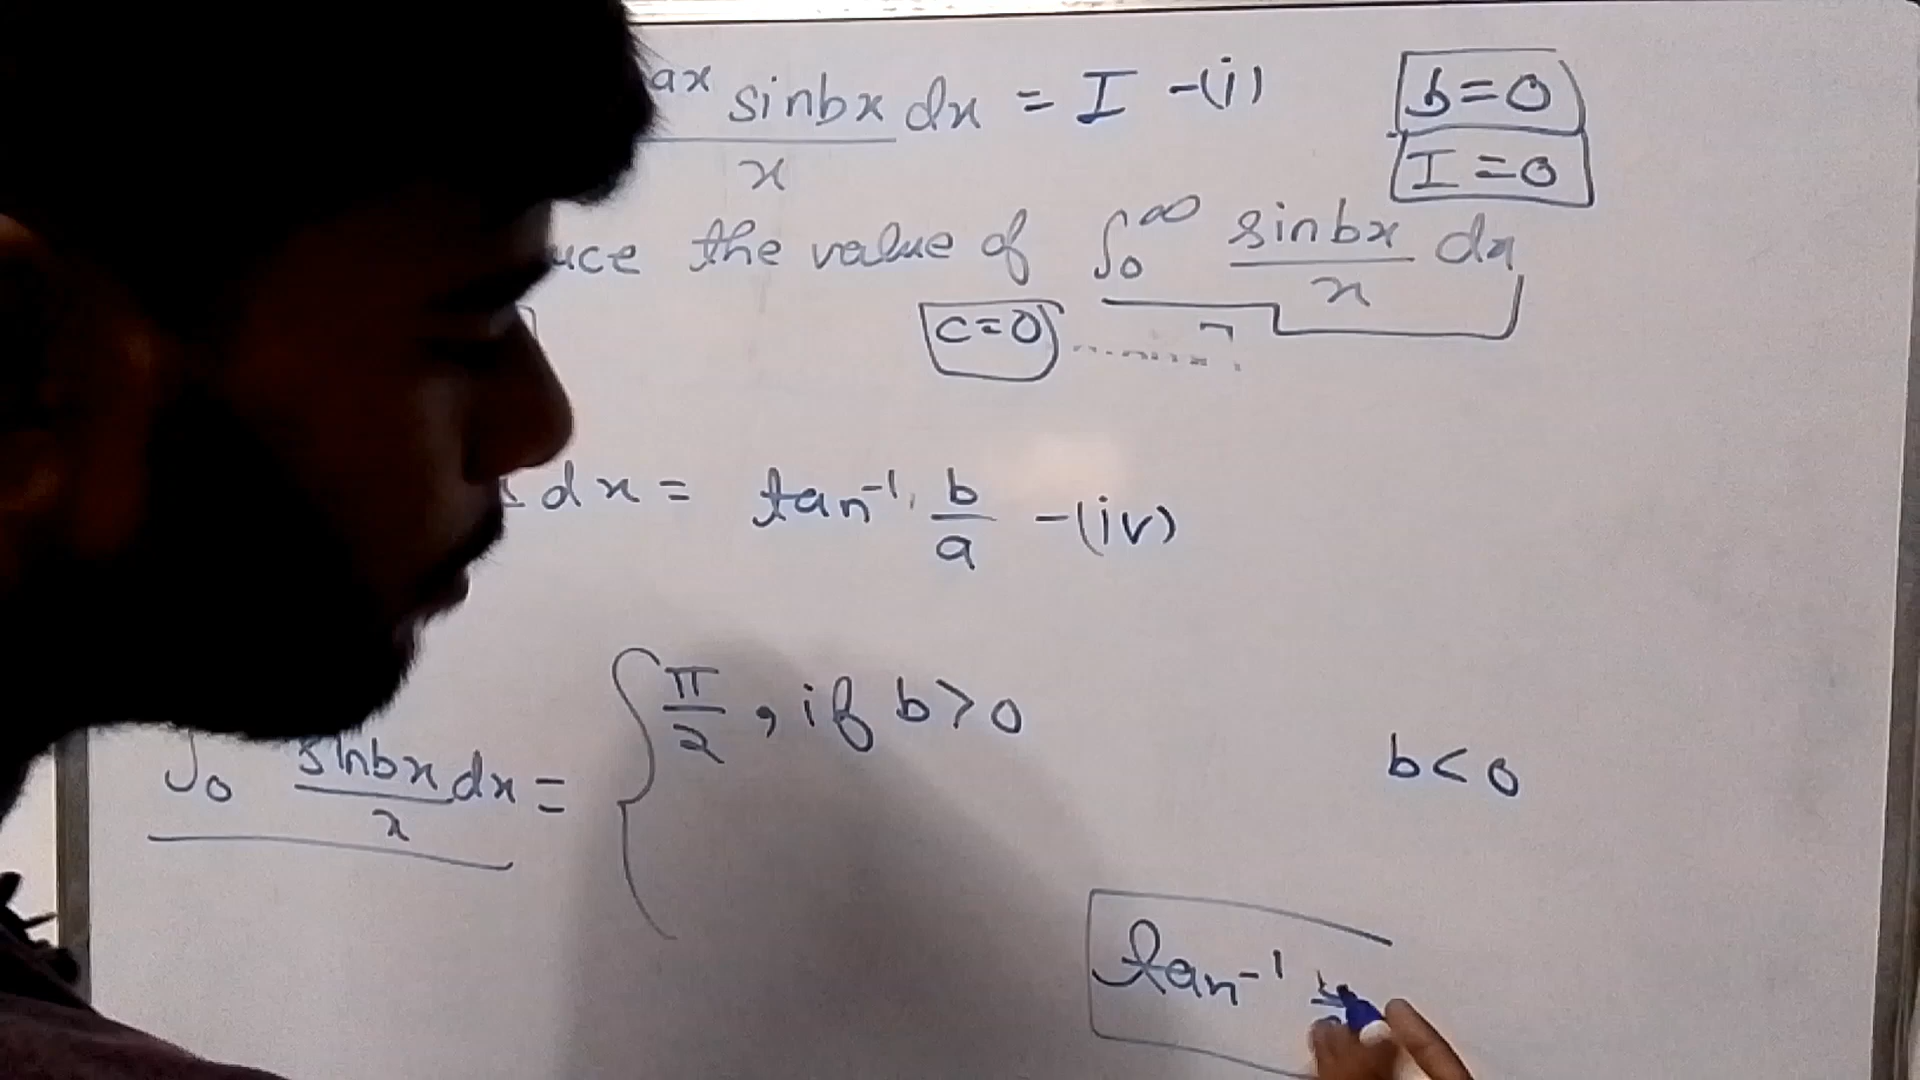 ax sinbx dx = I -(i)
x
b=0
I=0
uce the value of ∫₀^∞ sinbx/x dx
c=0
dx = tan⁻¹ b/a -(iv)
∫₀ sinbx/x dx = { π/2 , if b>0
b<0
tan⁻¹